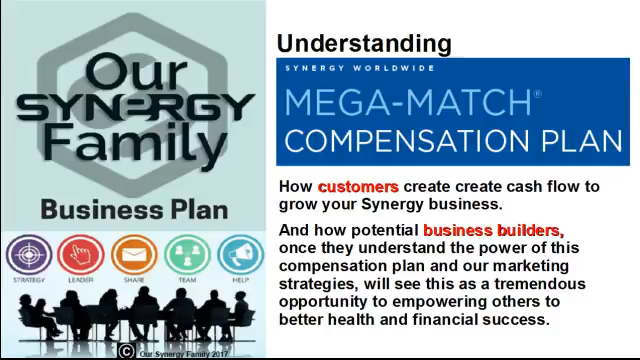 Our
SYNERGY
Family
Business Plan
STRATEGY
LEADER
SHARE
TEAM
HELP
© Our Synergy Family 2017
Understanding
SYNERGY WORLDWIDE
MEGA-MATCH®
COMPENSATION PLAN
How customers create create cash flow to
grow your Synergy business.
And how potential business builders,
once they understand the power of this
compensation plan and our marketing
strategies, will see this as a tremendous
opportunity to empowering others to
better health and financial success.